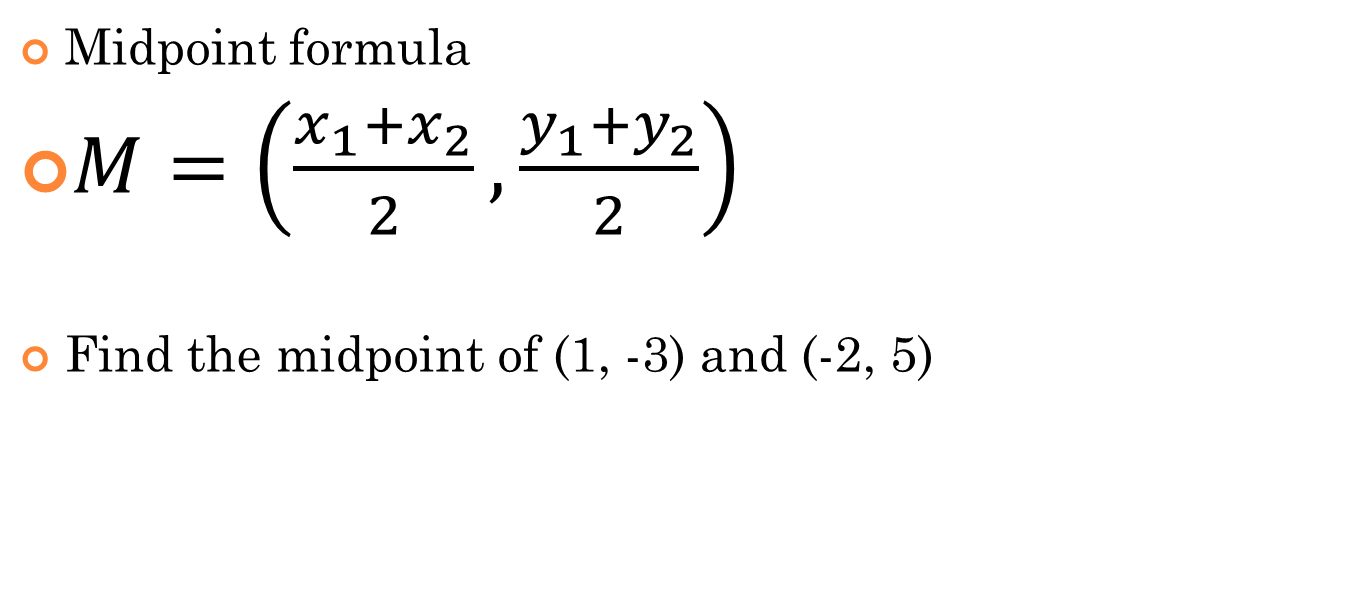 Midpoint formula
M = (x₁+x₂/2, y₁+y₂/2)
Find the midpoint of (1, -3) and (-2, 5)